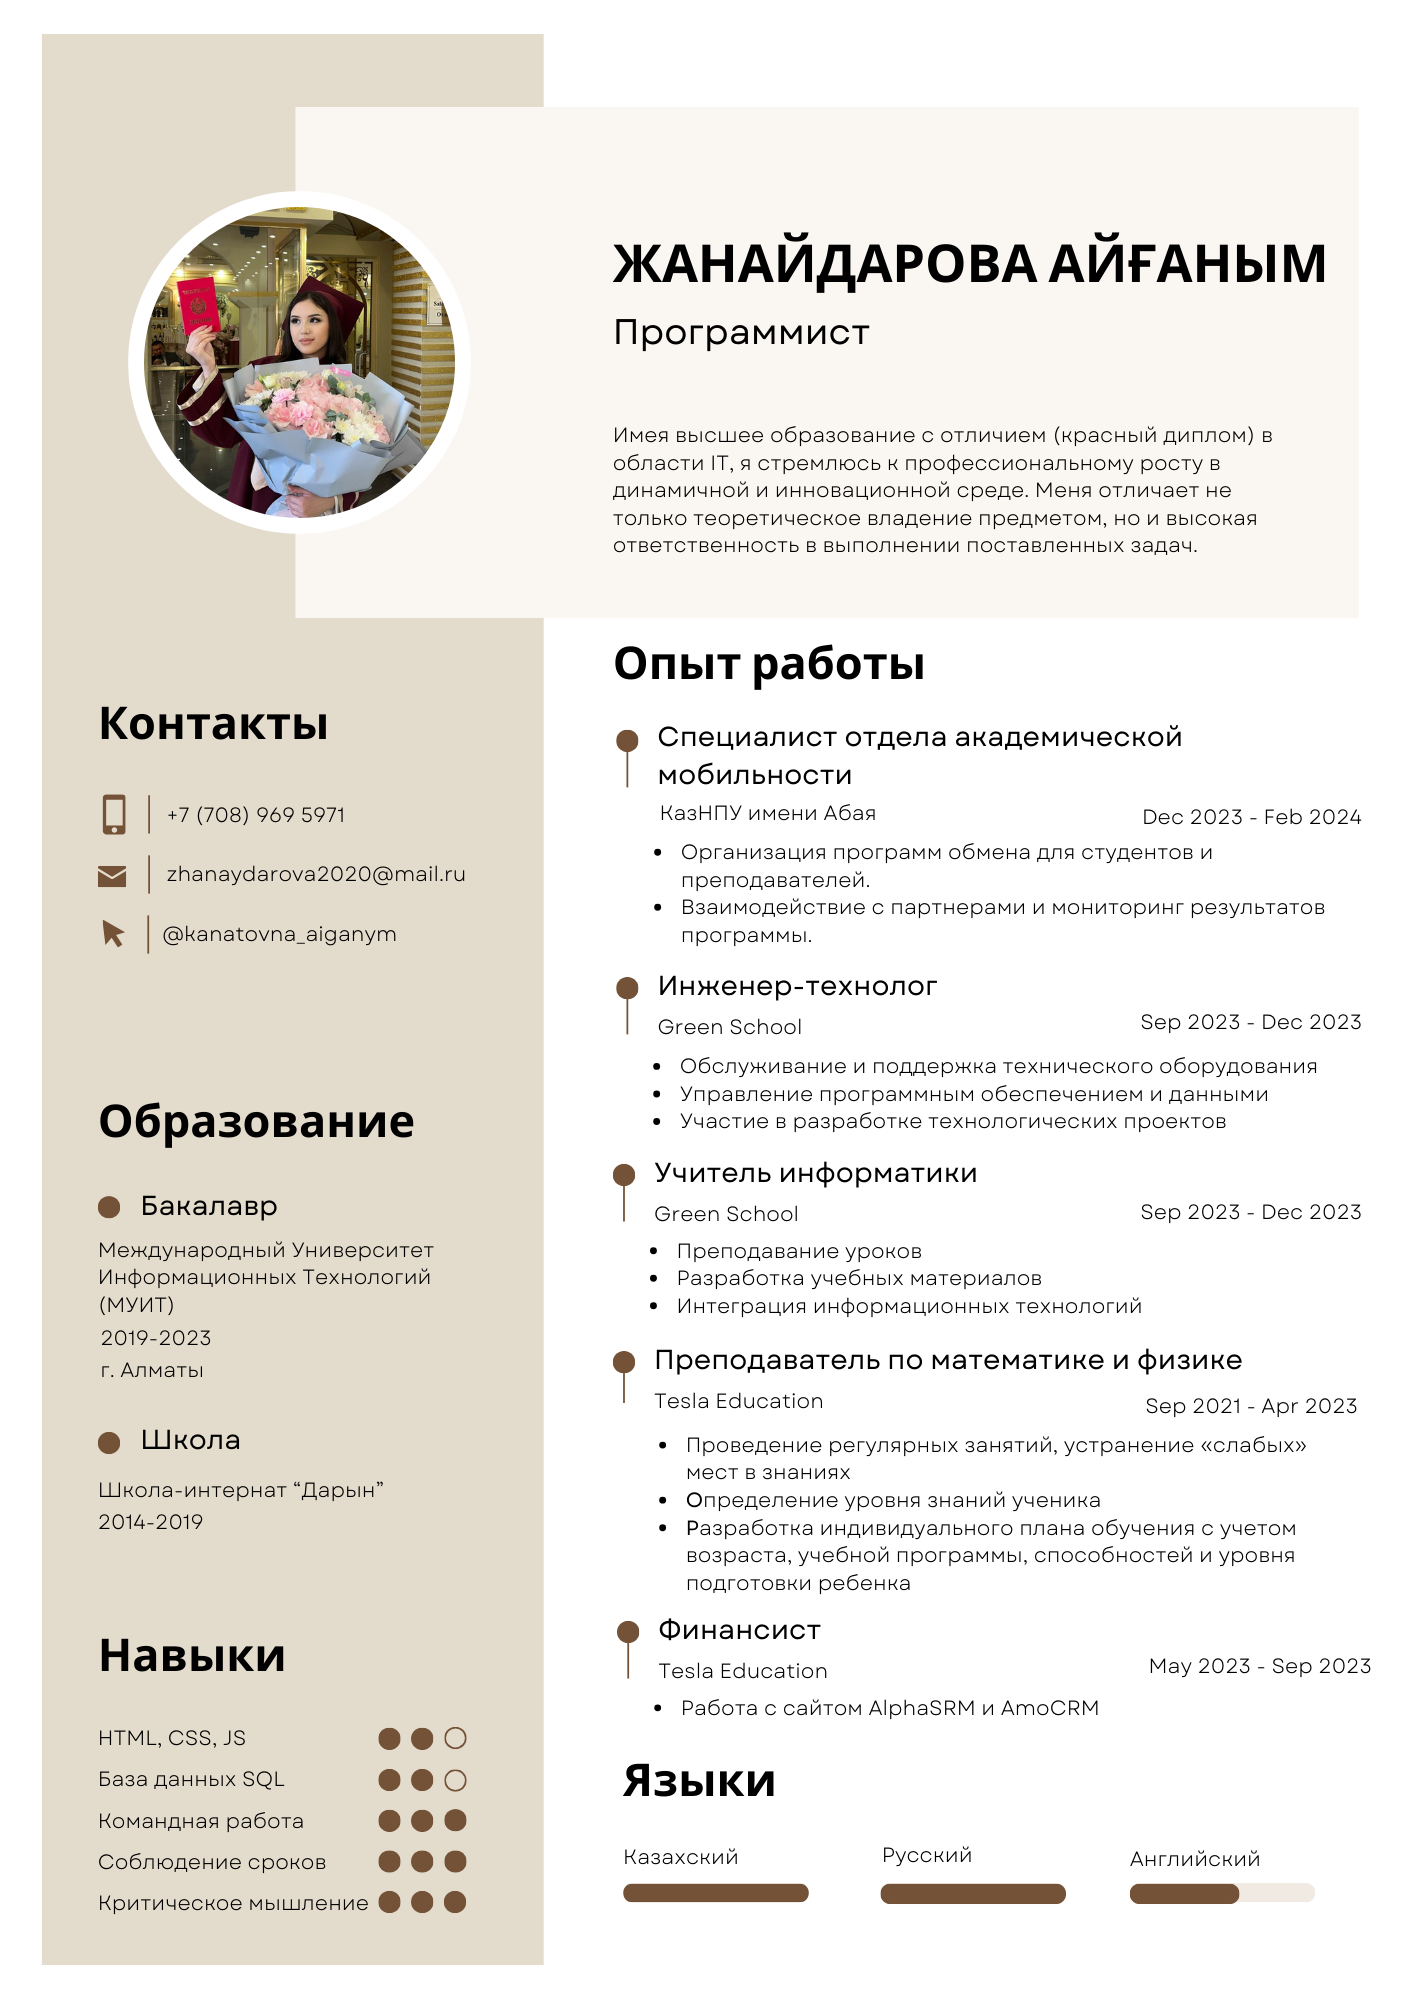 ЖАНАЙДАРОВА АЙҒАНЫМ
Программист
Имея высшее образование с отличием (красный диплом) в
области IT, я стремлюсь к профессиональному росту в
динамичной и инновационной среде. Меня отличает не
только теоретическое владение предметом, но и высокая
ответственность в выполнении поставленных задач.
Контакты
+7 (708) 969 5971
zhanaydarova2020@mail.ru
@kanatovna_aiganym
Образование
Бакалавр
Международный Университет
Информационных Технологий
(МУИТ)
2019-2023
г. Алматы
Школа
Школа-интернат “Дарын”
2014-2019
Навыки
HTML, CSS, JS
База данных SQL
Командная работа
Соблюдение сроков
Критическое мышление
Опыт работы
Специалист отдела академической
мобильности
КазНПУ имени Абая
Dec 2023 - Feb 2024
• Организация программ обмена для студентов и
преподавателей.
• Взаимодействие с партнерами и мониторинг результатов
программы.
Инженер-технолог
Green School
Sep 2023 - Dec 2023
• Обслуживание и поддержка технического оборудования
• Управление программным обеспечением и данными
• Участие в разработке технологических проектов
Учитель информатики
Green School
Sep 2023 - Dec 2023
• Преподавание уроков
• Разработка учебных материалов
• Интеграция информационных технологий
Преподаватель по математике и физике
Tesla Education
Sep 2021 - Apr 2023
• Проведение регулярных занятий, устранение «слабых»
мест в знаниях
• Определение уровня знаний ученика
• Разработка индивидуального плана обучения с учетом
возраста, учебной программы, способностей и уровня
подготовки ребенка
Финансист
Tesla Education
May 2023 - Sep 2023
• Работа с сайтом AlphaSRM и AmoCRM
Языки
Казахский
Русский
Английский